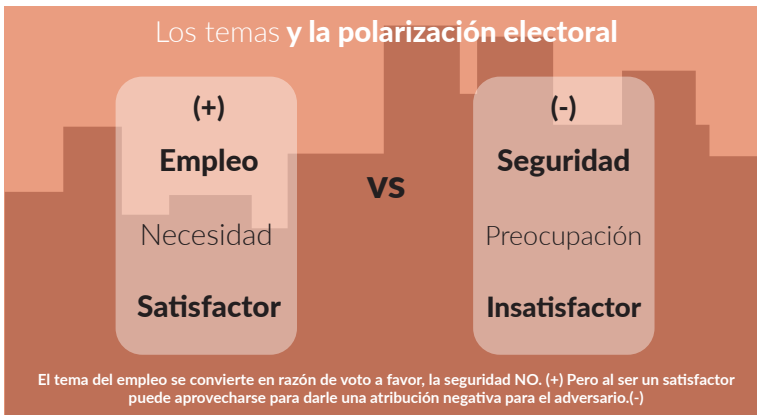 Los temas y la polarización electoral
(+)
Empleo
Necesidad
Satisfactor
vs
(-)
Seguridad
Preocupación
Insatisfactor
El tema del empleo se convierte en razón de voto a favor, la seguridad NO. (+) Pero al ser un satisfactor
puede aprovecharse para darle una atribución negativa para el adversario.(-)